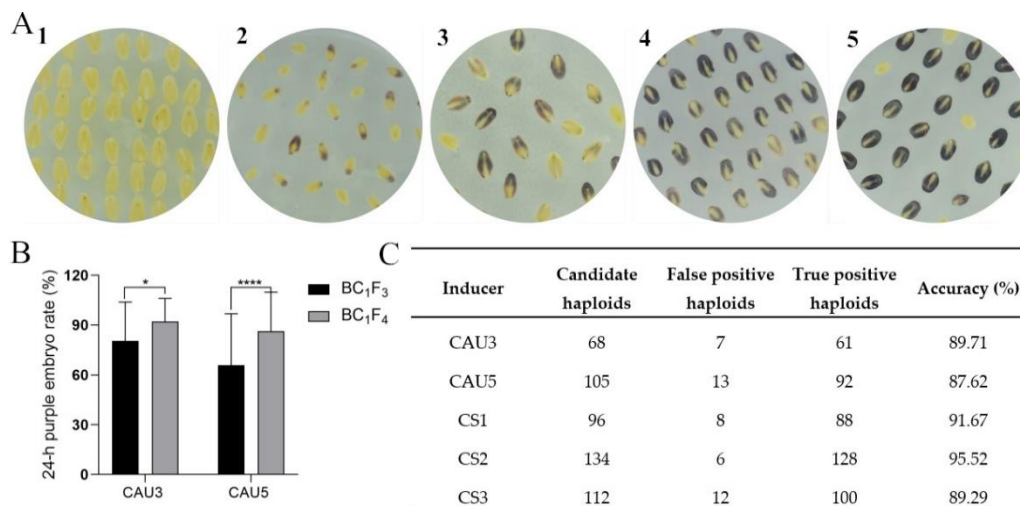 A
1 2 3 4 5
B
24-h purple embryo rate (%)
120
90
60
30
0
* ****
CAU3 CAU5
BC₁F₃
BC₁F₄
C
Inducer Candidate haploids False positive haploids True positive haploids Accuracy (%)
CAU3 68 7 61 89.71
CAU5 105 13 92 87.62
CS1 96 8 88 91.67
CS2 134 6 128 95.52
CS3 112 12 100 89.29